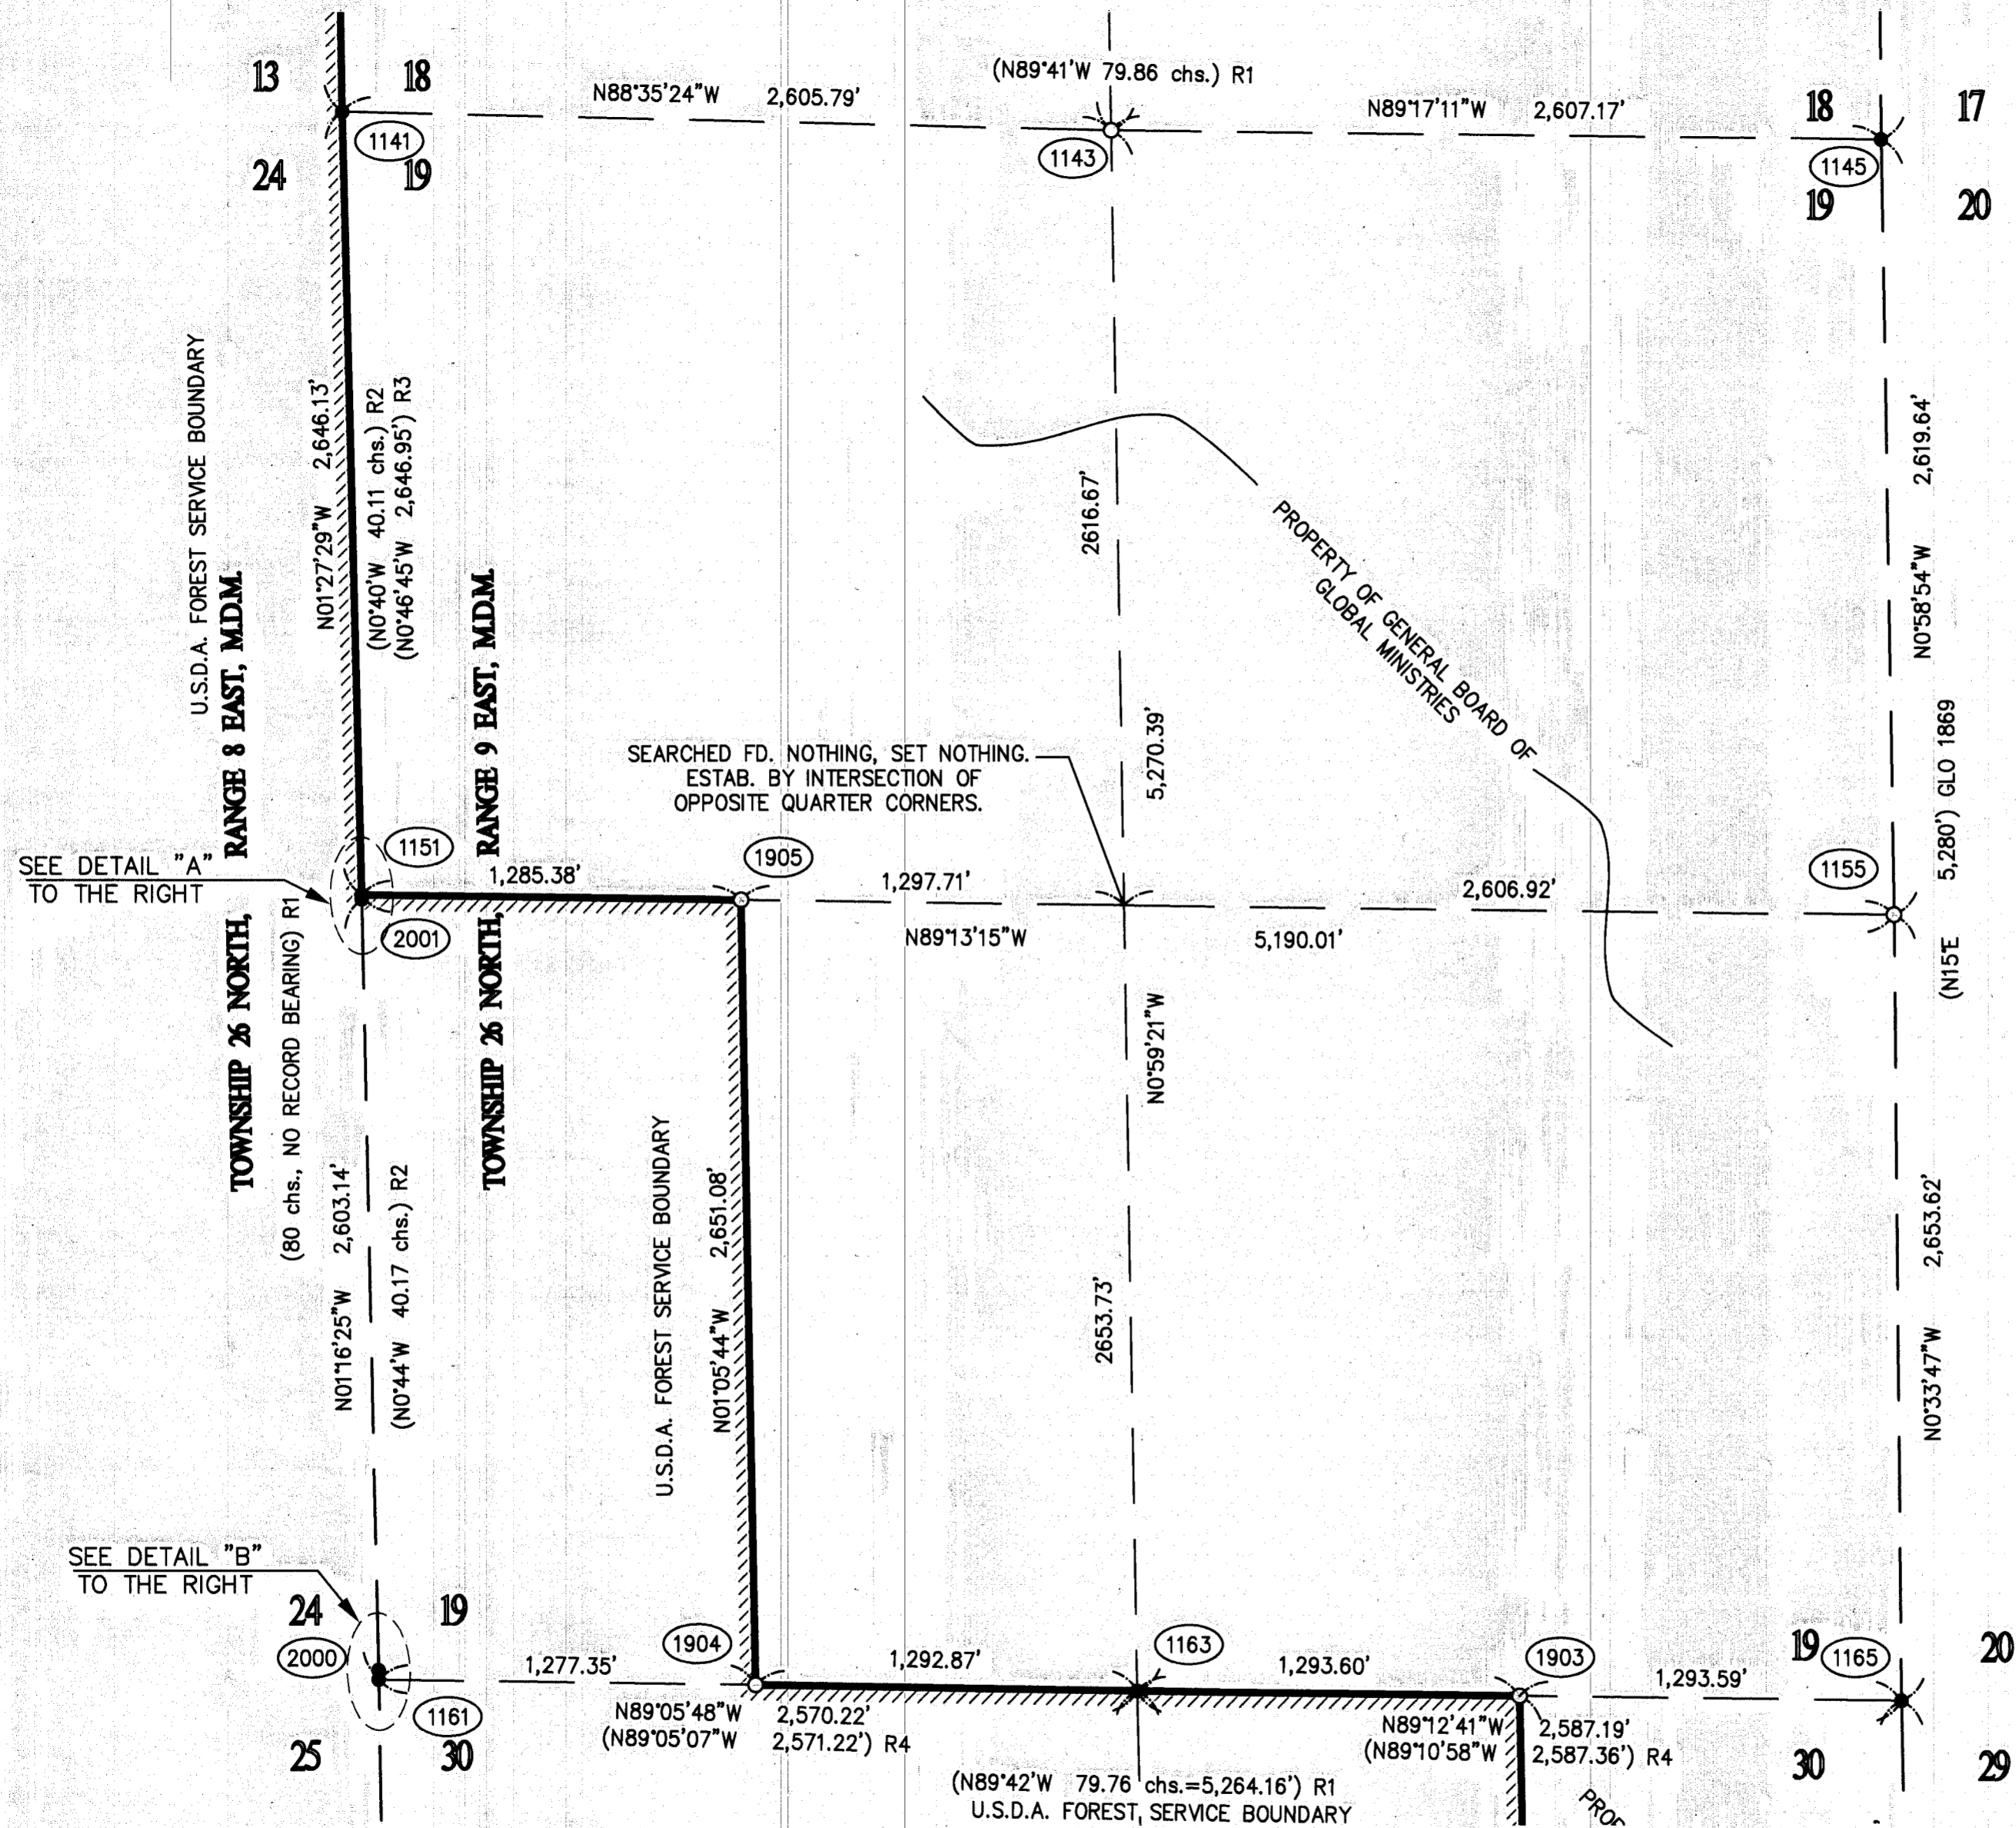 13
18
N88°35'24"W 2,605.79'
(N89°41'W 79.86 chs.) R1
N89°17'11"W 2,607.17'
18
17
1141
1143
1145
24
19
19
20
U.S.D.A. FOREST SERVICE BOUNDARY
N01°27'29"W 2,646.13'
(N0°40'W 40.11 chs.) R2
(N0°46'45"W 2,646.95') R3
2616.67'
PROPERTY OF GENERAL BOARD OF
GLOBAL MINISTRIES
N0°58'54"W 2,619.64'
TOWNSHIP 26 NORTH, RANGE 8 EAST, M.D.M.
TOWNSHIP 26 NORTH, RANGE 9 EAST, M.D.M.
5,270.39'
(N15°E 5,280') GLO 1869
SEARCHED FD. NOTHING, SET NOTHING.
ESTAB. BY INTERSECTION OF
OPPOSITE QUARTER CORNERS.
SEE DETAIL "A"
TO THE RIGHT
1151
1,285.38'
1905
1,297.71'
2,606.92'
1155
2001
N89°13'15"W 5,190.01'
(80 chs., NO RECORD BEARING) R1
N01°16'25"W 2,603.14'
(N0°44'W 40.17 chs.) R2
U.S.D.A. FOREST SERVICE BOUNDARY
N01°05'44"W 2,651.08'
N0°59'21"W
2653.73'
N0°33'47"W 2,653.62'
SEE DETAIL "B"
TO THE RIGHT
24
19
2000
1161
25
30
1,277.35'
1904
1,292.87'
1163
1,293.60'
1903
1,293.59'
19
1165
20
N89°05'48"W 2,570.22'
(N89°05'07"W 2,571.22') R4
N89°12'41"W 2,587.19'
(N89°10'58"W 2,587.36') R4
30
29
(N89°42'W 79.76 chs.=5,264.16') R1
U.S.D.A. FOREST, SERVICE BOUNDARY